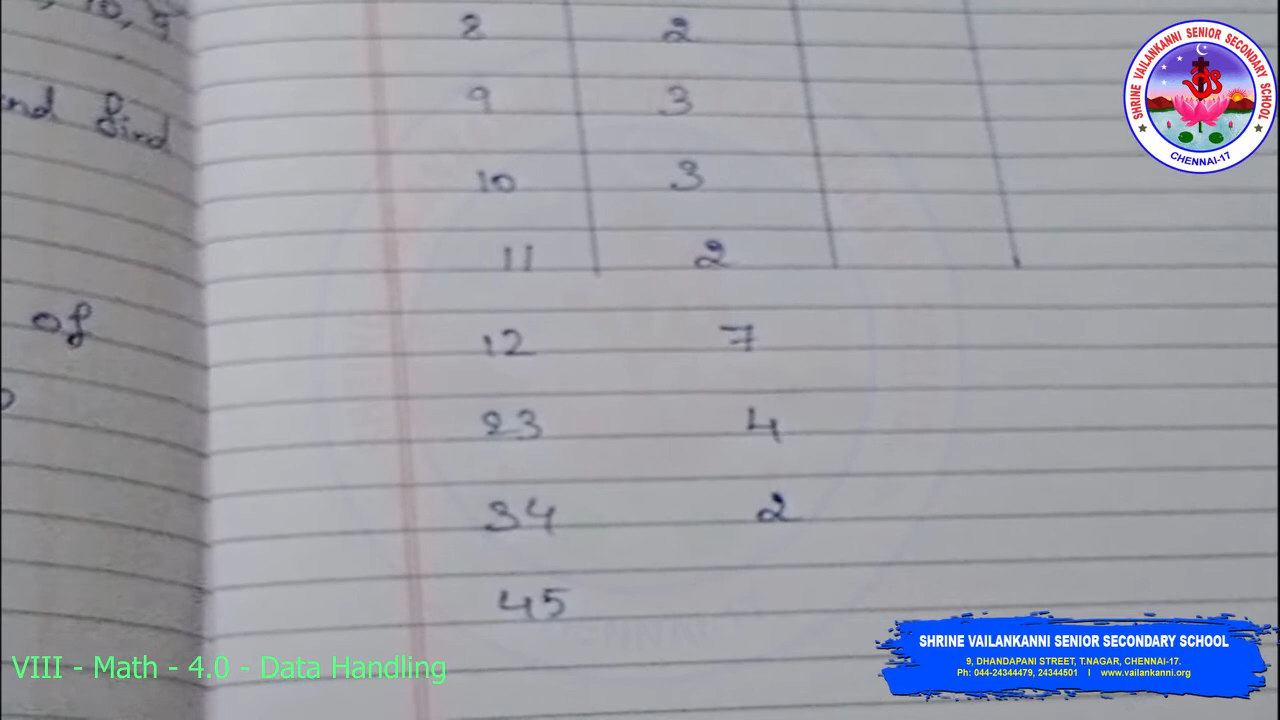 8 2
9 3
10 3
11 2
12 7
23 4
34 2
45
nd find
of
SHRINE VAILANKANNI SENIOR SECONDARY SCHOOL
CHENNAI-17
VIII - Math - 4.0 - Data Handling
SHRINE VAILANKANNI SENIOR SECONDARY SCHOOL
9, DHANDAPANI STREET, T.NAGAR, CHENNAI-17.
Ph: 044-24344479, 24344501 I www.vailankanni.org